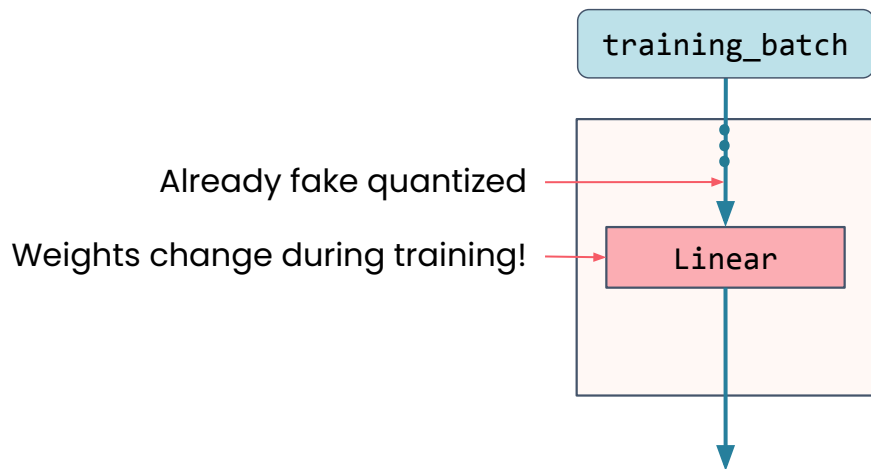 training_batch
Already fake quantized
Weights change during training!
Linear